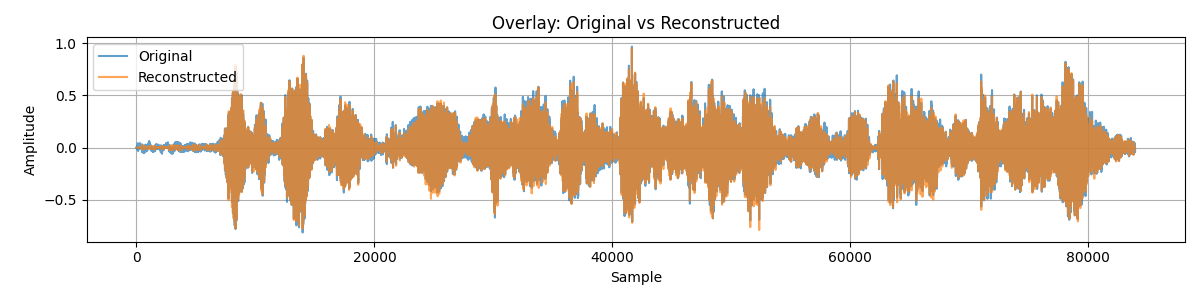 Overlay: Original vs Reconstructed
Original
Reconstructed
1.0
0.5
0.0
−0.5
Amplitude
0
20000
40000
60000
80000
Sample